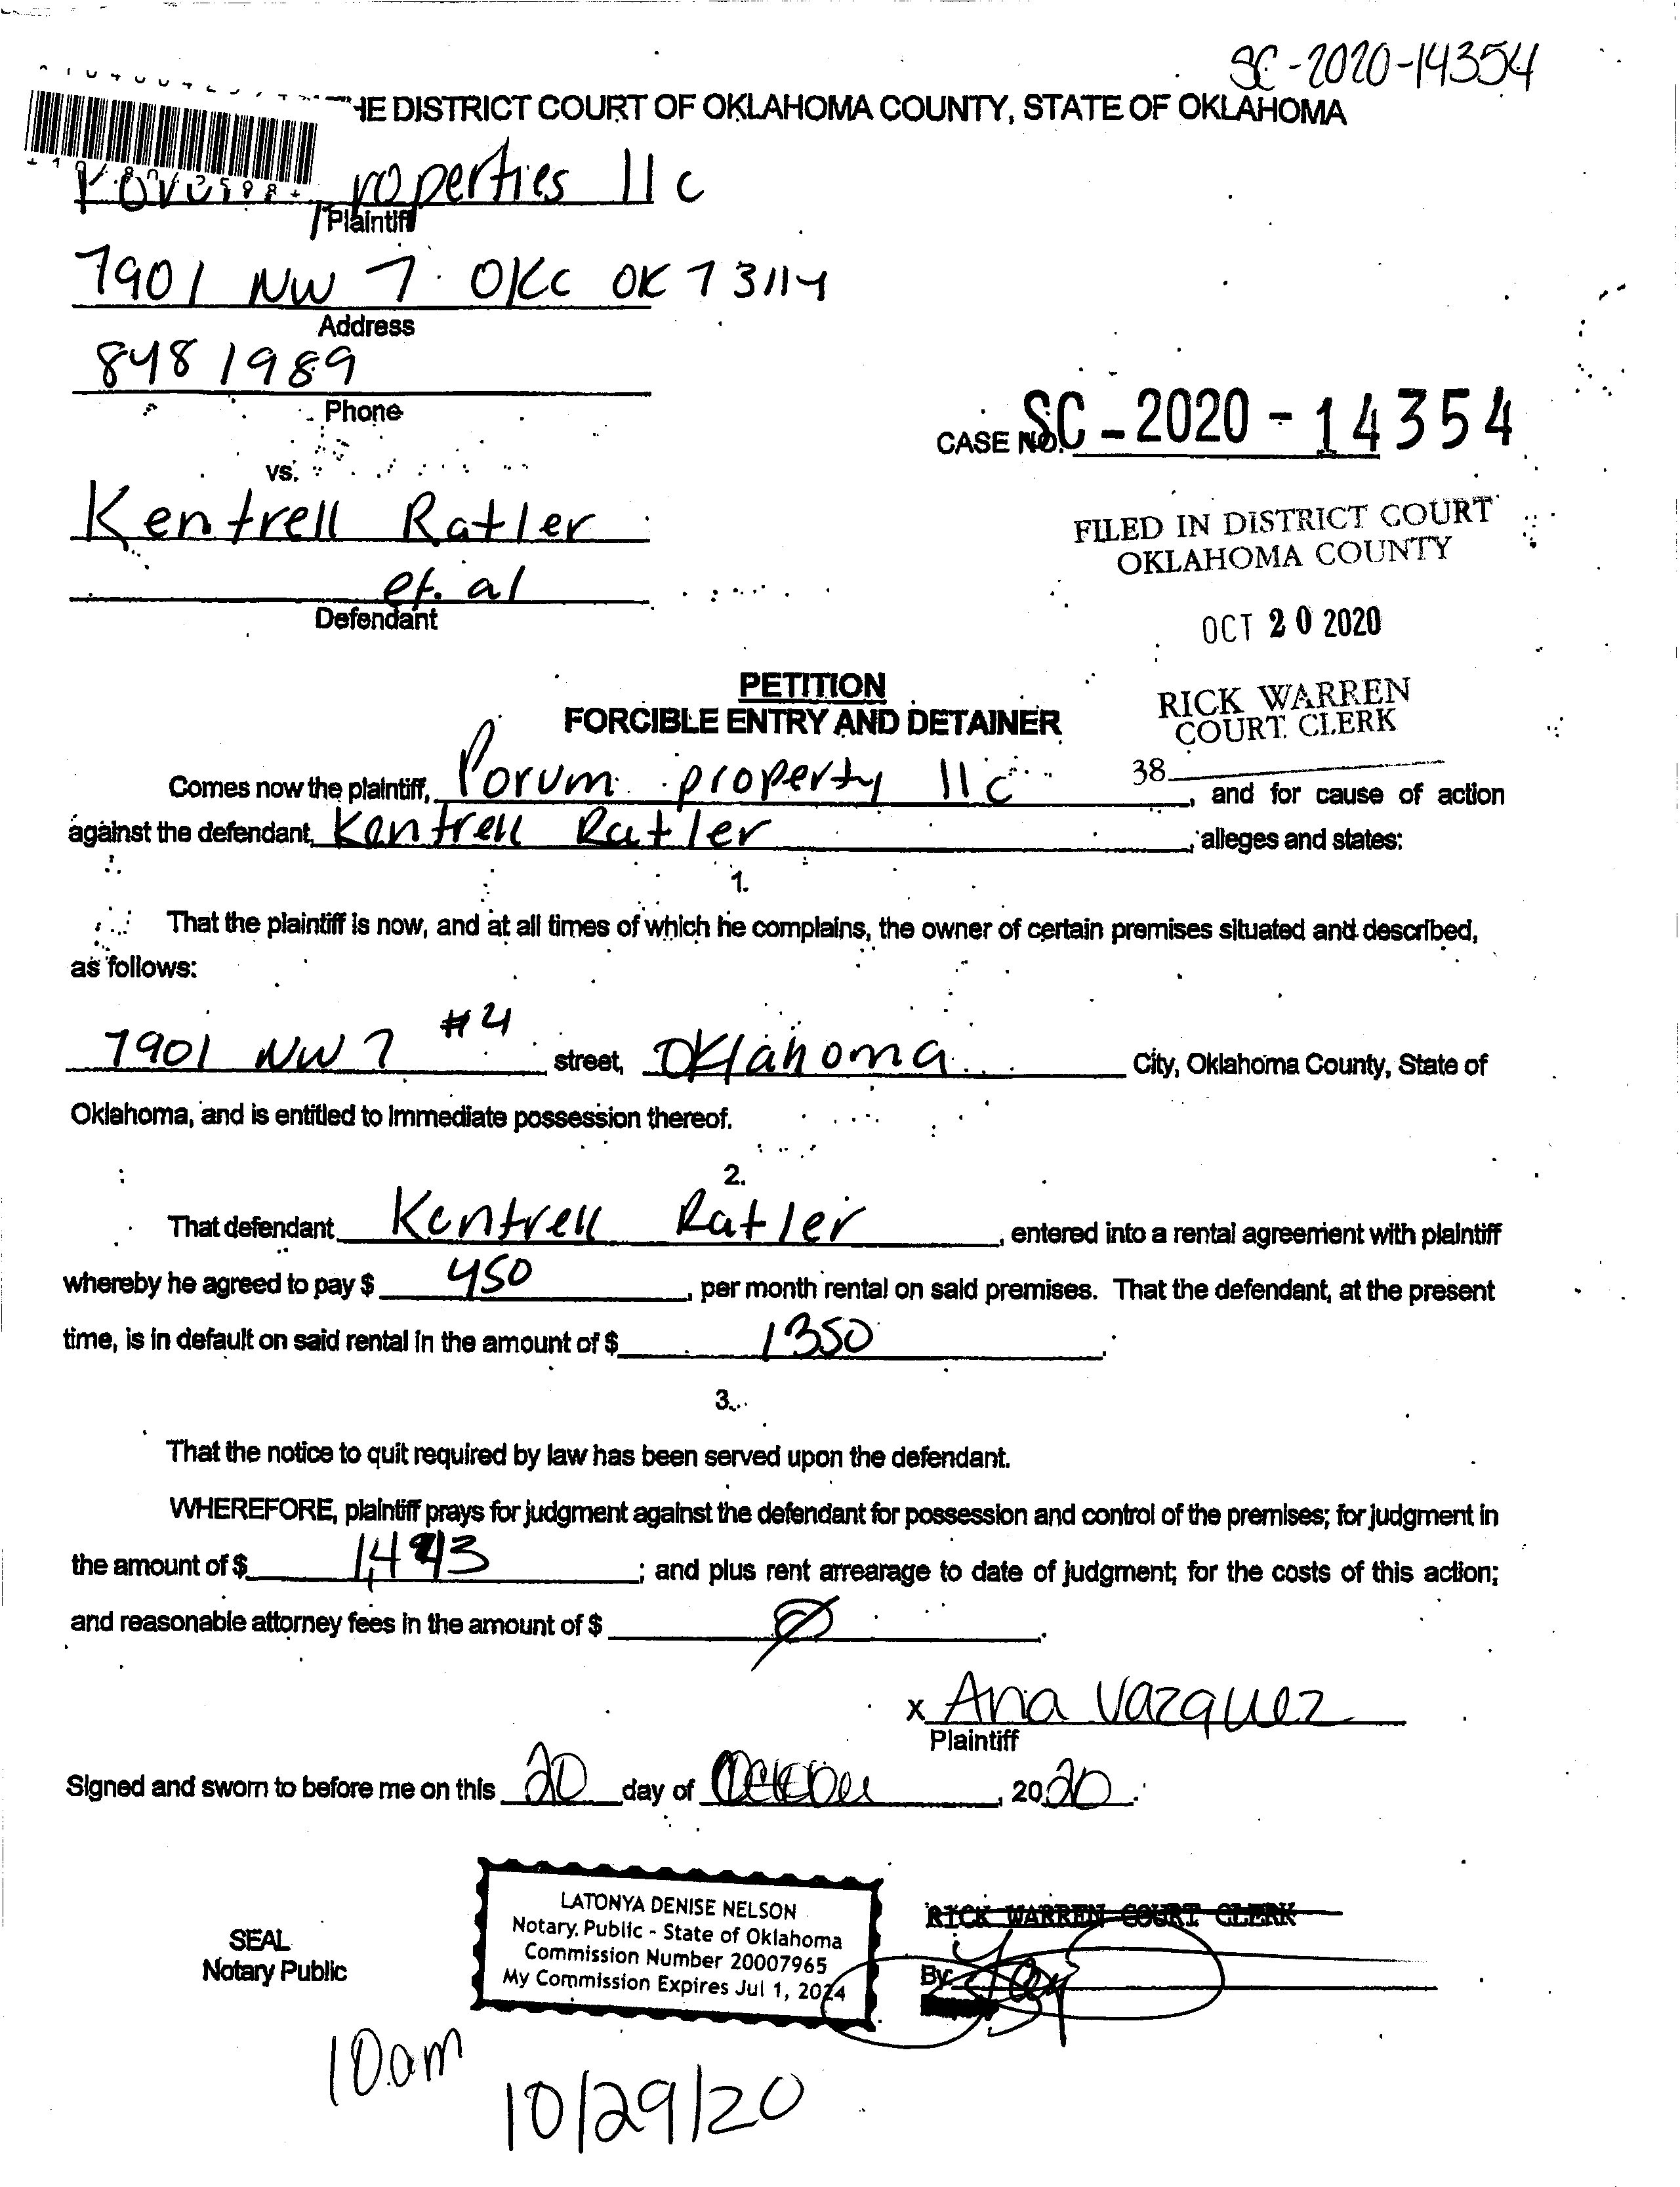 SC-2020-14354
HE DISTRICT COURT OF OKLAHOMA COUNTY, STATE OF OKLAHOMA
roperties llc
Plaintiff
7901 NW 7 OKC OK 73114
Address
848 1989
Phone
CASE NO. SC-2020-14354
vs.
Kentrell Ratler
et. al
Defendant
FILED IN DISTRICT COURT
OKLAHOMA COUNTY
OCT 20 2020
RICK WARREN
COURT CLERK
38
PETITION
FORCIBLE ENTRY AND DETAINER
Comes now the plaintiff, Porum property llc, and for cause of action
against the defendant, Kentrell Ratler, alleges and states:
1.
That the plaintiff is now, and at all times of which he complains, the owner of certain premises situated and described,
as follows:
7901 NW 7 #4 street, Oklahoma City, Oklahoma County, State of
Oklahoma, and is entitled to immediate possession thereof.
2.
That defendant Kentrell Ratler, entered into a rental agreement with plaintiff
whereby he agreed to pay $ 450, per month rental on said premises. That the defendant, at the present
time, is in default on said rental in the amount of $ 1350.
3.
That the notice to quit required by law has been served upon the defendant.
WHEREFORE, plaintiff prays for judgment against the defendant for possession and control of the premises; for judgment in
the amount of $ ; and plus rent arrearage to date of judgment; for the costs of this action;
and reasonable attorney fees in the amount of $ Ø.
x Ana Vazquez
Plaintiff
Signed and sworn to before me on this 20 day of October, 2020.
LATONYA DENISE NELSON
Notary Public - State of Oklahoma
Commission Number 20007965
My Commission Expires Jul 1, 2024
SEAL
Notary Public
RICK WARREN COURT CLERK
By
10am
10/29/20